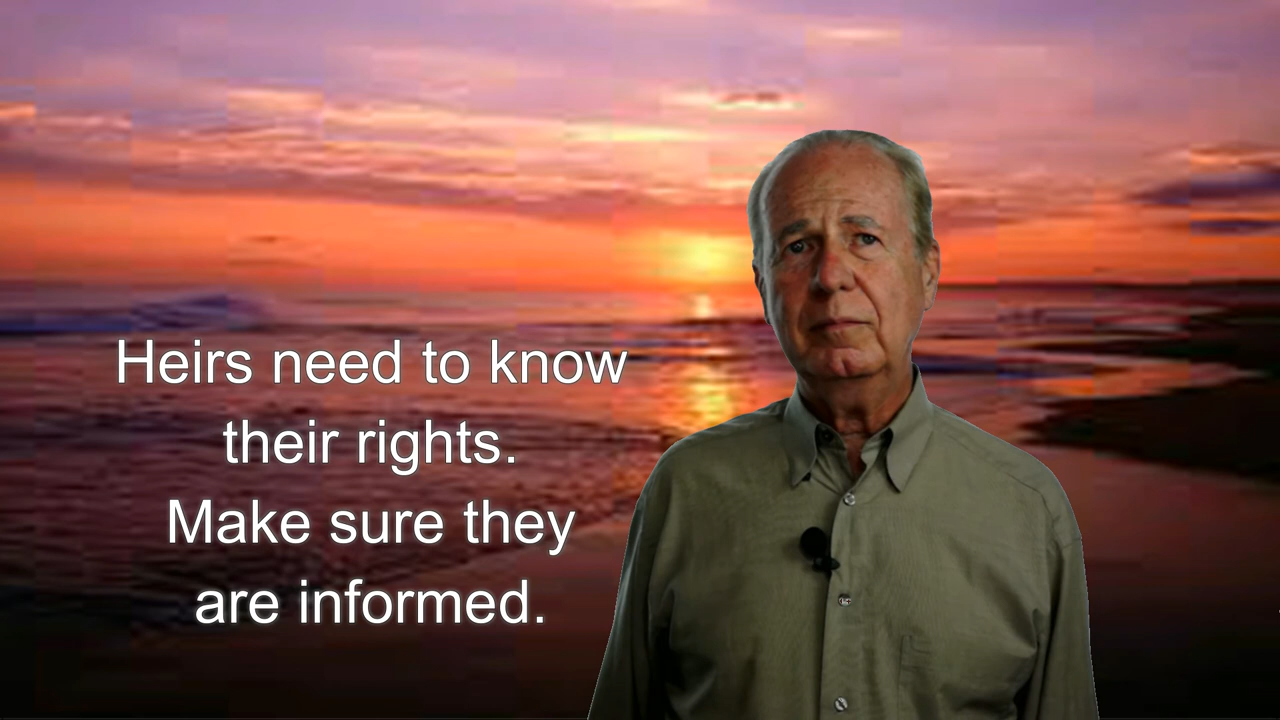 Heirs need to know
their rights.
Make sure they
are informed.